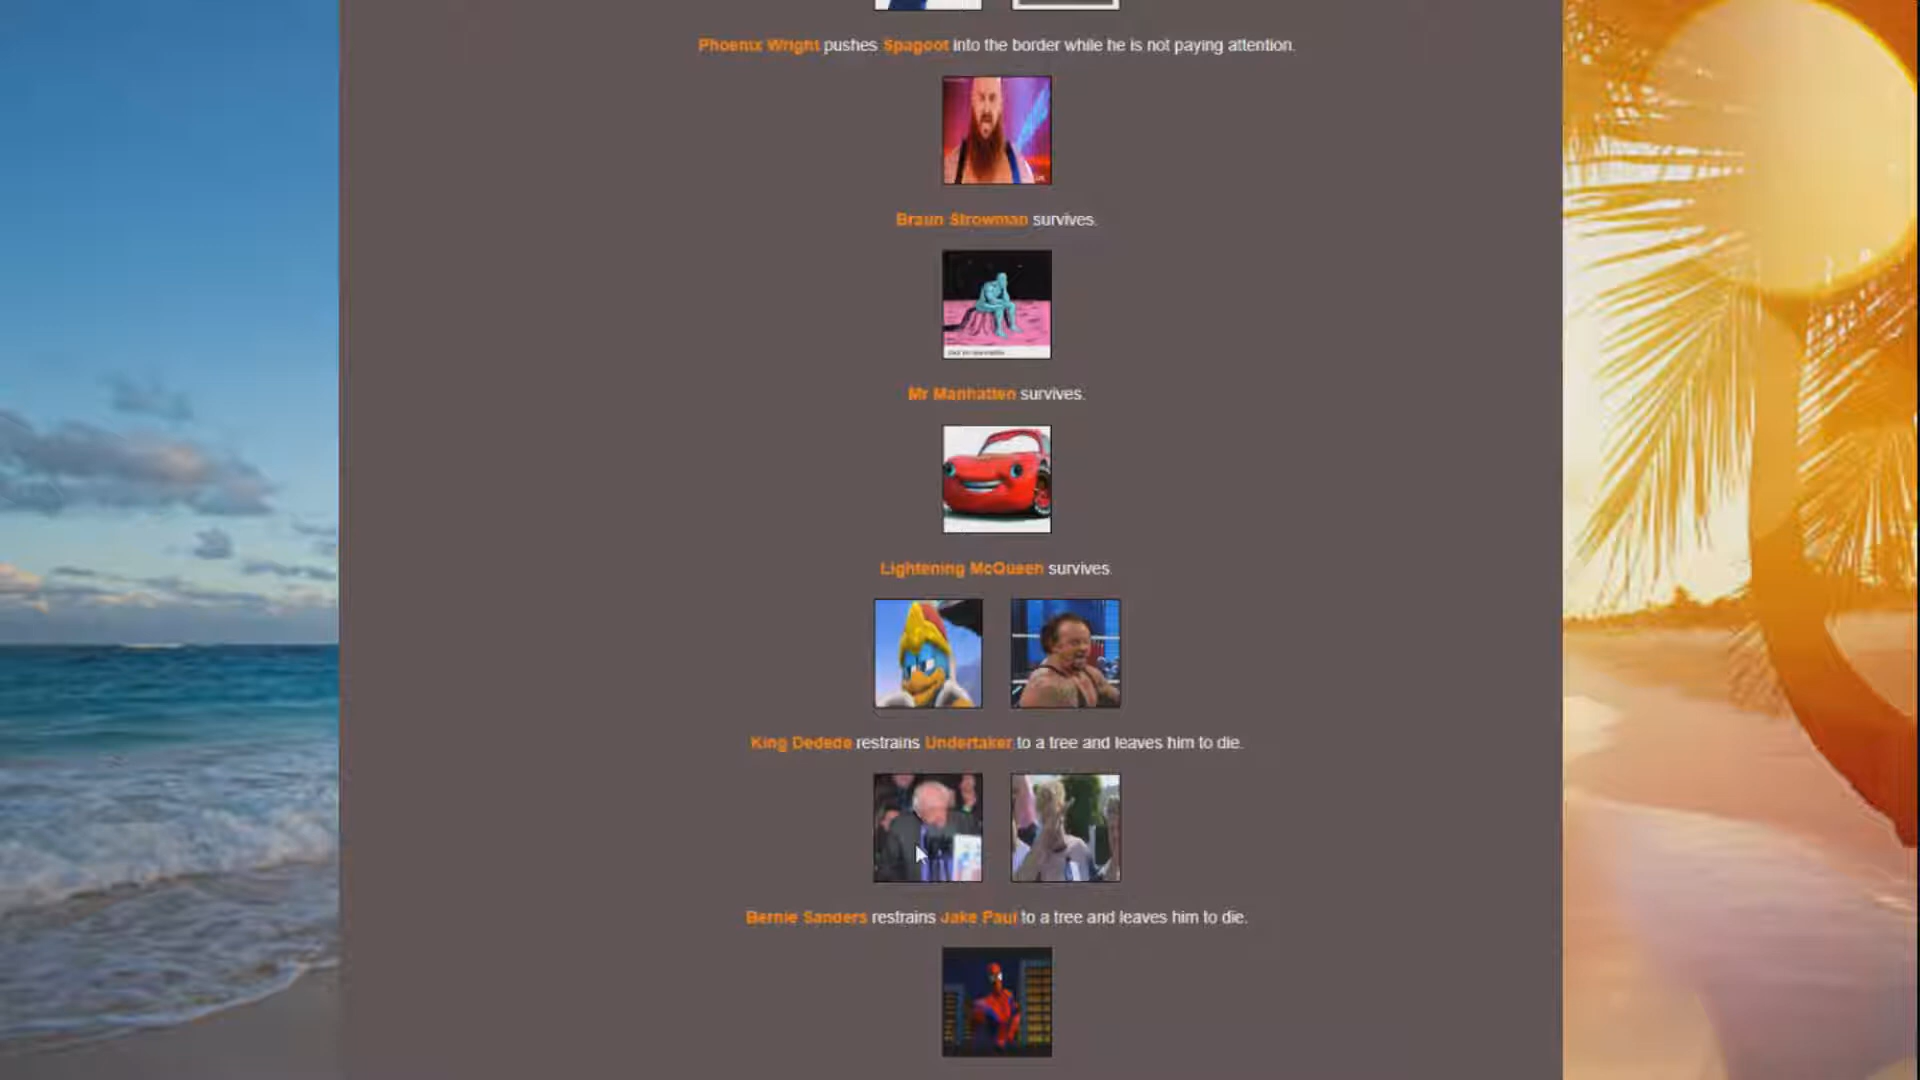 Phoenix Wright pushes Spagoot into the border while he is not paying attention.
Braun Strowman survives.
Mr Manhatten survives.
Lightening McQueen survives.
King Dedede restrains Undertaker to a tree and leaves him to die.
Bernie Sanders restrains Jake Paul to a tree and leaves him to die.